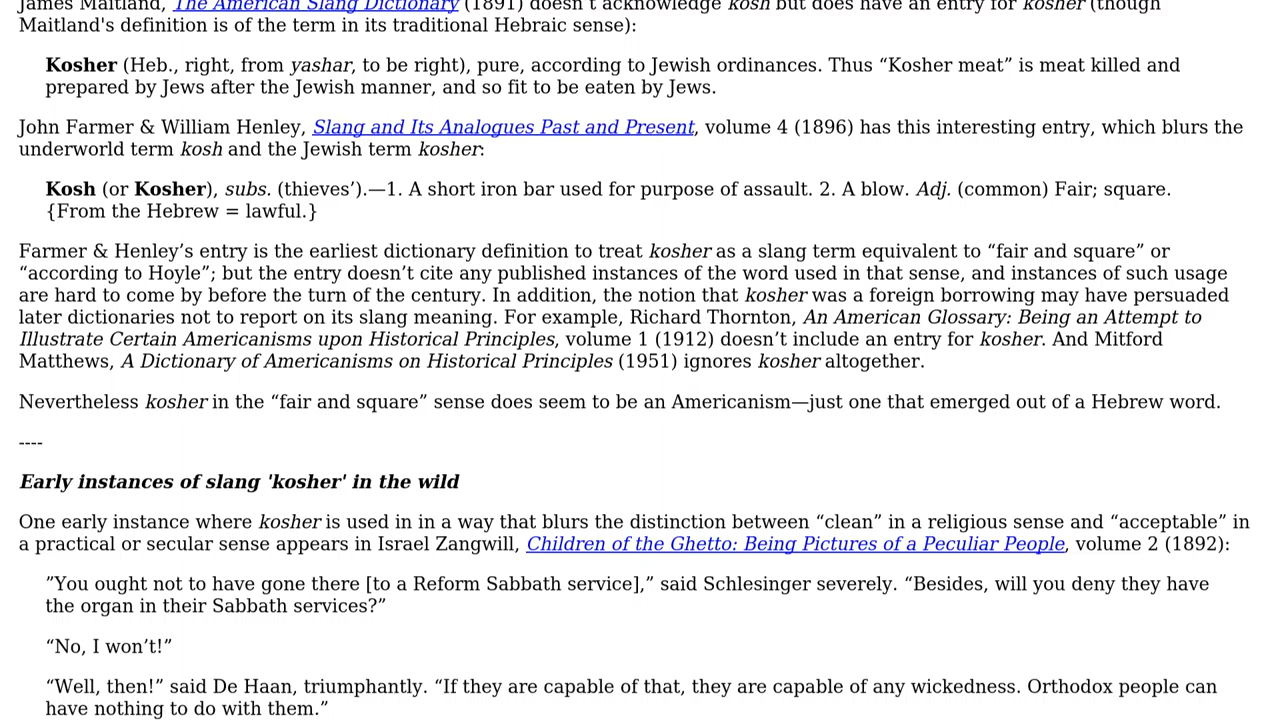 James Maitland, The American Slang Dictionary (1891) doesn't acknowledge kosh but does have an entry for kosher (though
Maitland's definition is of the term in its traditional Hebraic sense):
Kosher (Heb., right, from yashar, to be right), pure, according to Jewish ordinances. Thus “Kosher meat” is meat killed and
prepared by Jews after the Jewish manner, and so fit to be eaten by Jews.
John Farmer & William Henley, Slang and Its Analogues Past and Present, volume 4 (1896) has this interesting entry, which blurs the
underworld term kosh and the Jewish term kosher:
Kosh (or Kosher), subs. (thieves’).—1. A short iron bar used for purpose of assault. 2. A blow. Adj. (common) Fair; square.
{From the Hebrew = lawful.}
Farmer & Henley’s entry is the earliest dictionary definition to treat kosher as a slang term equivalent to “fair and square” or
“according to Hoyle”; but the entry doesn’t cite any published instances of the word used in that sense, and instances of such usage
are hard to come by before the turn of the century. In addition, the notion that kosher was a foreign borrowing may have persuaded
later dictionaries not to report on its slang meaning. For example, Richard Thornton, An American Glossary: Being an Attempt to
Illustrate Certain Americanisms upon Historical Principles, volume 1 (1912) doesn’t include an entry for kosher. And Mitford
Matthews, A Dictionary of Americanisms on Historical Principles (1951) ignores kosher altogether.
Nevertheless kosher in the “fair and square” sense does seem to be an Americanism—just one that emerged out of a Hebrew word.
----
Early instances of slang 'kosher' in the wild
One early instance where kosher is used in in a way that blurs the distinction between “clean” in a religious sense and “acceptable” in
a practical or secular sense appears in Israel Zangwill, Children of the Ghetto: Being Pictures of a Peculiar People, volume 2 (1892):
”You ought not to have gone there [to a Reform Sabbath service],” said Schlesinger severely. “Besides, will you deny they have
the organ in their Sabbath services?”
“No, I won’t!”
“Well, then!” said De Haan, triumphantly. “If they are capable of that, they are capable of any wickedness. Orthodox people can
have nothing to do with them.”